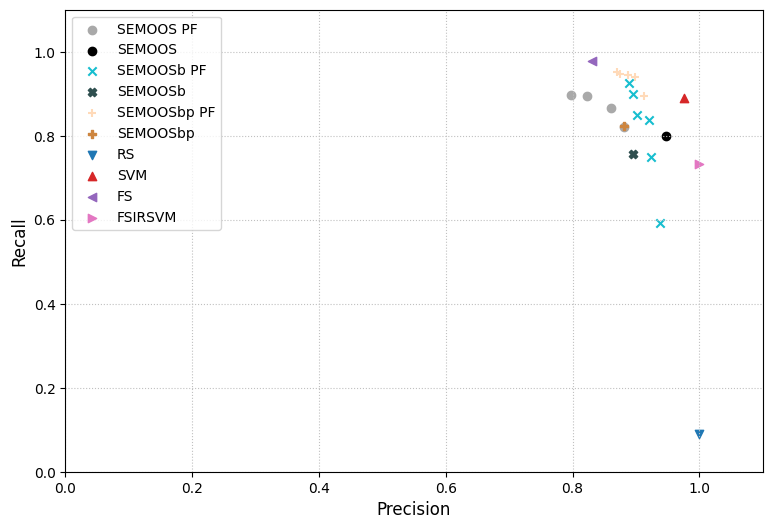 SEMOOS PF
SEMOOS
SEMOOSb PF
SEMOOSb
SEMOOSbp PF
SEMOOSbp
RS
SVM
FS
FSIRSVM
1.0
0.8
0.6
0.4
0.2
0.0
Recall
0.0 0.2 0.4 0.6 0.8 1.0
Precision